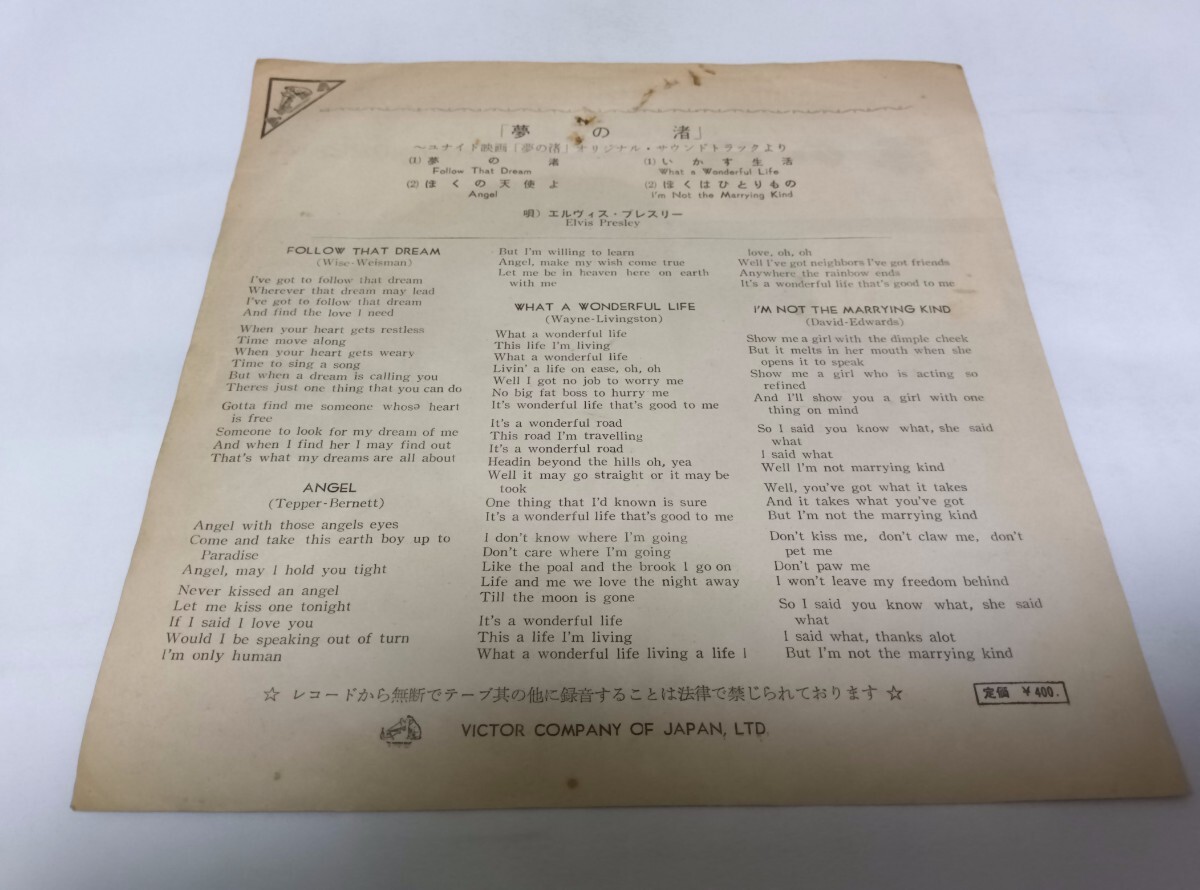 「夢の渚」
～ユナイト映画「夢の渚」オリジナル・サウンドトラックより
(1) 夢の渚
Follow That Dream
(2) ぼくの天使よ
Angel
(1) いかす生活
What a Wonderful Life
(2) ぼくはひとりもの
I'm Not the Marrying Kind
唄) エルヴィス・プレスリー
Elvis Presley
FOLLOW THAT DREAM
(Wise-Weisman)
I've got to follow that dream
Wherever that dream may lead
I've got to follow that dream
And find the love I need
When your heart gets restless
Time move along
When your heart gets weary
Time to sing a song
But when a dream is calling you
Theres just one thing that you can do
Gotta find me someone whose heart
is free
Someone to look for my dream of me
And when I find her I may find out
That's what my dreams are all about
ANGEL
(Tepper-Bernett)
Angel with those angels eyes
Come and take this earth boy up to
Paradise
Angel, may I hold you tight
Never kissed an angel
Let me kiss one tonight
If I said I love you
Would I be speaking out of turn
I'm only human
But I'm willing to learn
Angel, make my wish come true
Let me be in heaven here on earth
with me
WHAT A WONDERFUL LIFE
(Wayne-Livingston)
What a wonderful life
This life I'm living
What a wonderful life
Livin' a life on ease, oh, oh
Well I got no job to worry me
No big fat boss to hurry me
It's wonderful life that's good to me
It's a wonderful road
This road I'm travelling
It's a wonderful road
Headin beyond the hills oh, yea
Well it may go straight or it may be
took
One thing that I'd known is sure
It's a wonderful life that's good to me
I don't know where I'm going
Don't care where I'm going
Like the poal and the brook I go on
Life and me we love the night away
Till the moon is gone
It's a wonderful life
This a life I'm living
What a wonderful life living a life I
love, oh, oh
Well I've got neighbors I've got friends
Anywhere the rainbow ends
It's a wonderful life that's good to me
I'M NOT THE MARRYING KIND
(David-Edwards)
Show me a girl with the dimple cheek
But it melts in her mouth when she
opens it to speak
Show me a girl who is acting so
refined
And I'll show you a girl with one
thing on mind
So I said you know what, she said
what
I said what
Well I'm not marrying kind
Well, you've got what it takes
And it takes what you've got
But I'm not the marrying kind
Don't kiss me, don't claw me, don't
pet me
Don't paw me
I won't leave my freedom behind
So I said you know what, she said
what
I said what, thanks alot
But I'm not the marrying kind
☆ レコードから無断でテープ其の他に録音することは法律で禁じられております ☆
定価 ￥400.
VICTOR COMPANY OF JAPAN, LTD